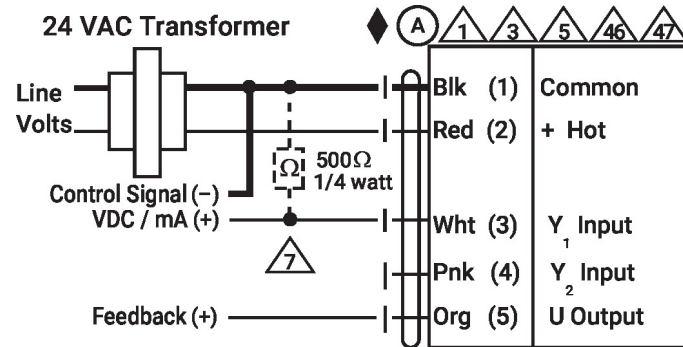 24 VAC Transformer
A 1 3 5 46 47
Line
Volts
Blk (1) Common
Red (2) + Hot
Ω 500Ω
1/4 watt
Control Signal (−)
VDC / mA (+)
Wht (3) Y1 Input
7
Pnk (4) Y2 Input
Feedback (+)
Org (5) U Output